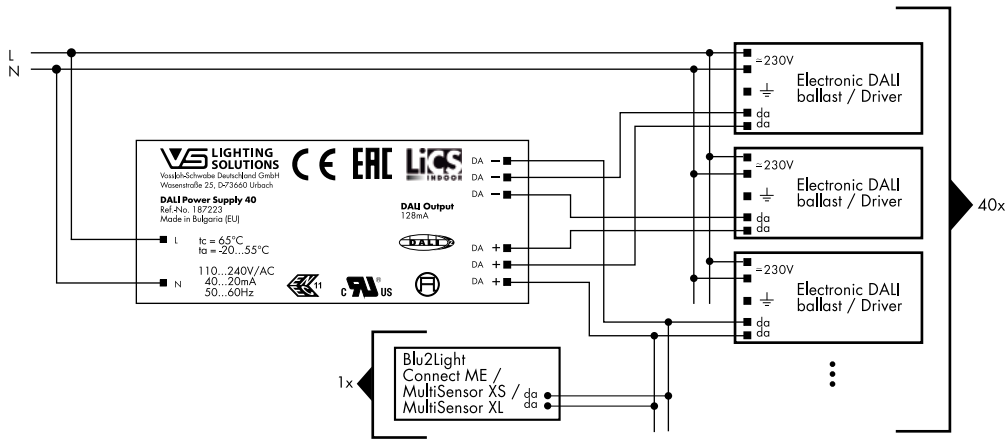 L
N
VS LIGHTING
SOLUTIONS
Vossloh-Schwabe Deutschland GmbH
Wasenstraße 25, D-73660 Urbach
DALI Power Supply 40
Ref.-No. 187223
Made in Bulgaria (EU)
L
tc = 65°C
ta = -20...55°C
N
110...240V/AC
40...20mA
50...60Hz
CE
EAC
LiCS
INDOOR
DALI Output
128mA
DALI 2
11
C RU ® US
DA −
DA −
DA −
DA +
DA +
DA +
≃230V
da
da
Electronic DALI
ballast / Driver
≃230V
da
da
Electronic DALI
ballast / Driver
≃230V
da
da
Electronic DALI
ballast / Driver
40x
1x
Blu2Light
Connect ME /
MultiSensor XS /
MultiSensor XL
da
da